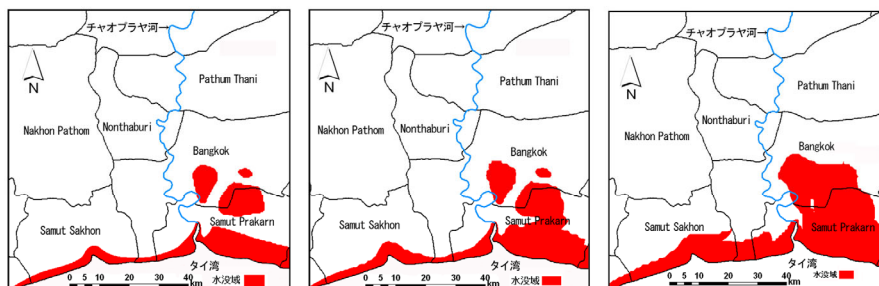 チャオプラヤ河
N
Pathum Thani
Nakhon Pathom
Nonthaburi
Bangkok
Samut Sakhon
Samut Prakarn
タイ湾
0 5 10 20 30 40
km
水没域
チャオプラヤ河
N
Pathum Thani
Nakhon Pathom
Nonthaburi
Bangkok
Samut Sakhon
Samut Prakarn
タイ湾
0 5 10 20 30 40
km
水没域
チャオプラヤ河
N
Pathum Thani
Nakhon Pathom
Nonthaburi
Bangkok
Samut Sakhon
Samut Prakarn
タイ湾
0 5 10 20 30 40
km
水没域